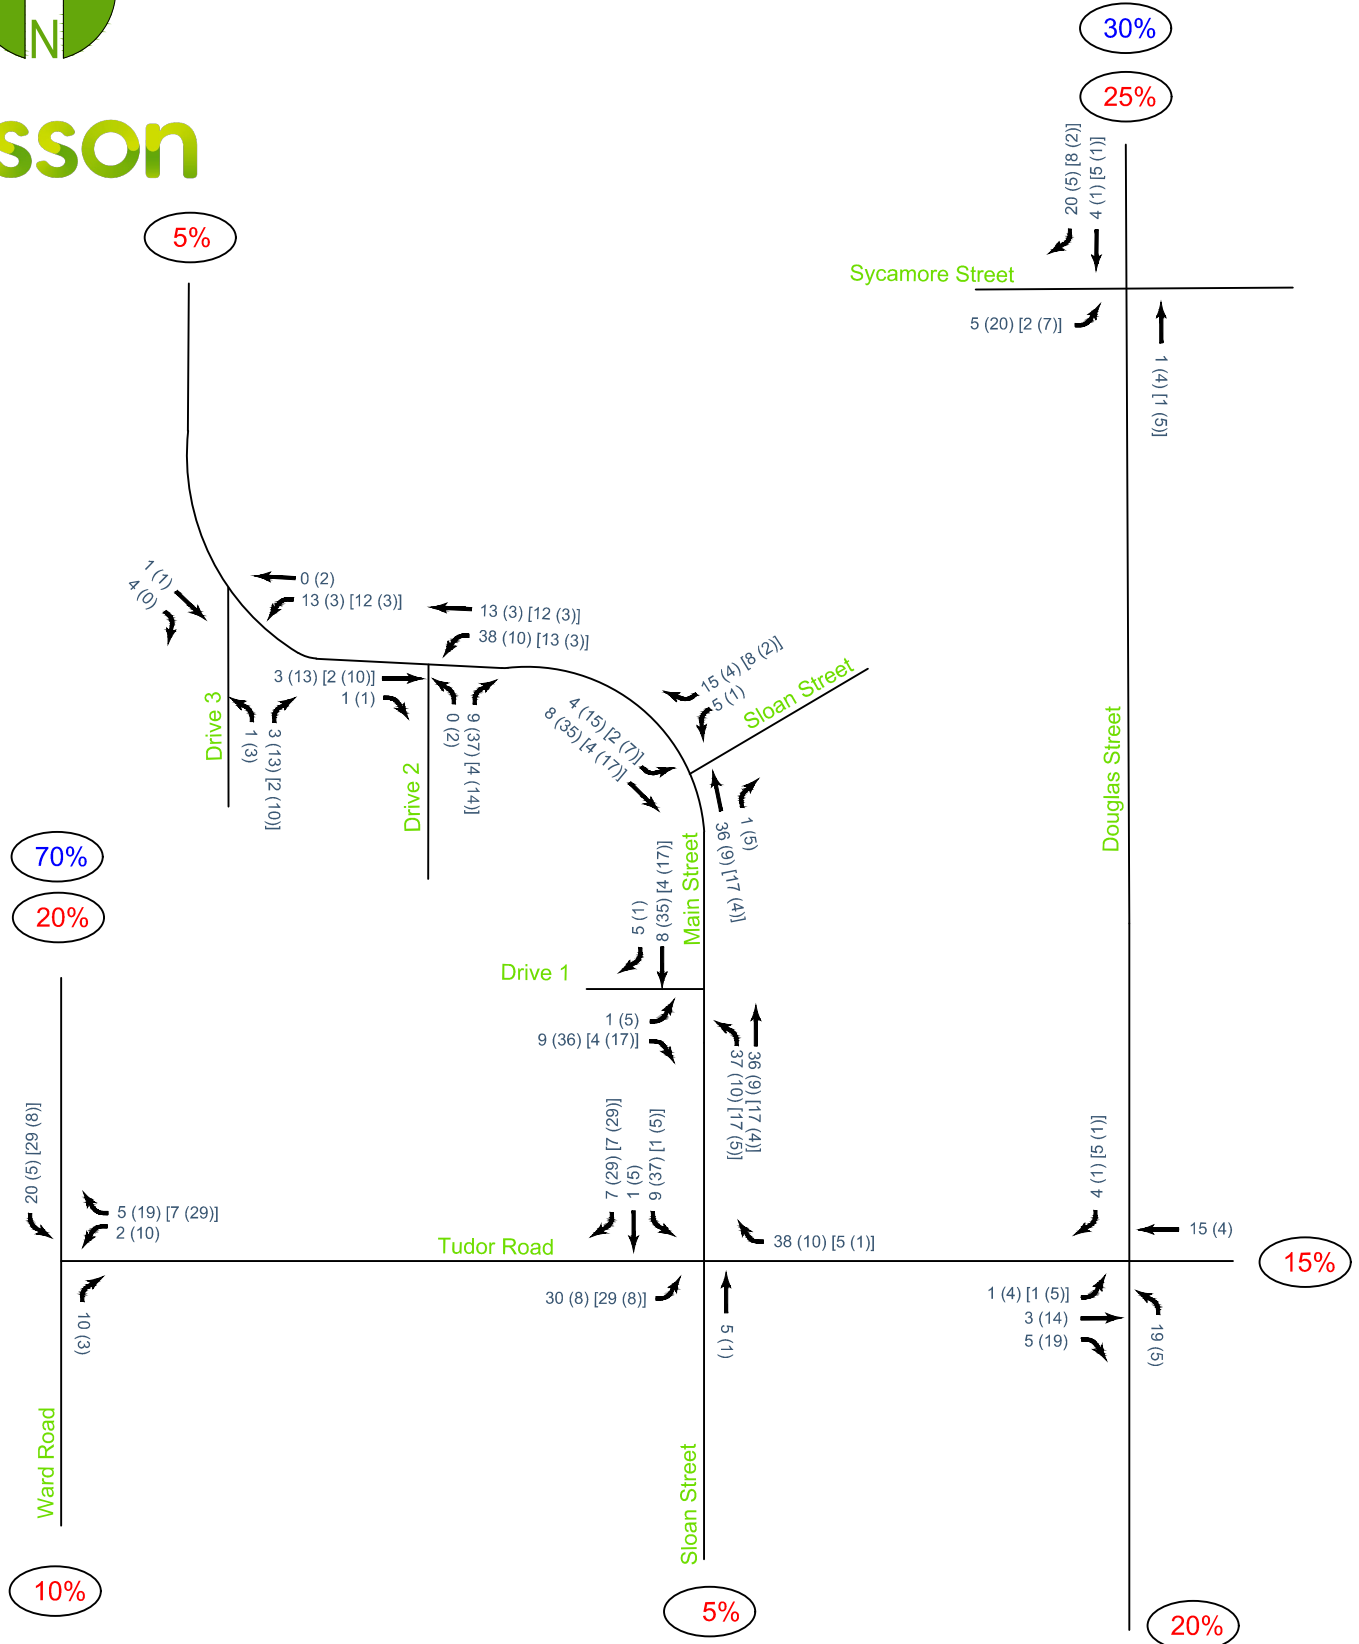 N
sson
30%
25%
20 (5) [8 (2)]
4 (1) [5 (1)]
Sycamore Street
5 (20) [2 (7)]
1 (4) [1 (5)]
5%
1 (1)
4 (0)
0 (2)
13 (3) [12 (3)]
13 (3) [12 (3)]
38 (10) [13 (3)]
3 (13) [2 (10)]
1 (1)
Drive 3
1 (3)
3 (13) [2 (10)]
Drive 2
0 (2)
9 (37) [4 (14)]
15 (4) [8 (2)]
5 (1)
Sloan Street
4 (15) [2 (7)]
8 (35) [4 (17)]
36 (9) [17 (4)]
1 (5)
Douglas Street
70%
20%
Main Street
5 (1)
8 (35) [4 (17)]
Drive 1
1 (5)
9 (36) [4 (17)]
37 (10) [17 (5)]
36 (9) [17 (4)]
20 (5) [29 (8)]
5 (19) [7 (29)]
2 (10)
10 (3)
Tudor Road
7 (29) [7 (29)]
1 (5)
9 (37) [1 (5)]
38 (10) [5 (1)]
30 (8) [29 (8)]
5 (1)
4 (1) [5 (1)]
15 (4)
15%
1 (4) [1 (5)]
3 (14)
5 (19)
19 (5)
Ward Road
Sloan Street
10%
5%
20%